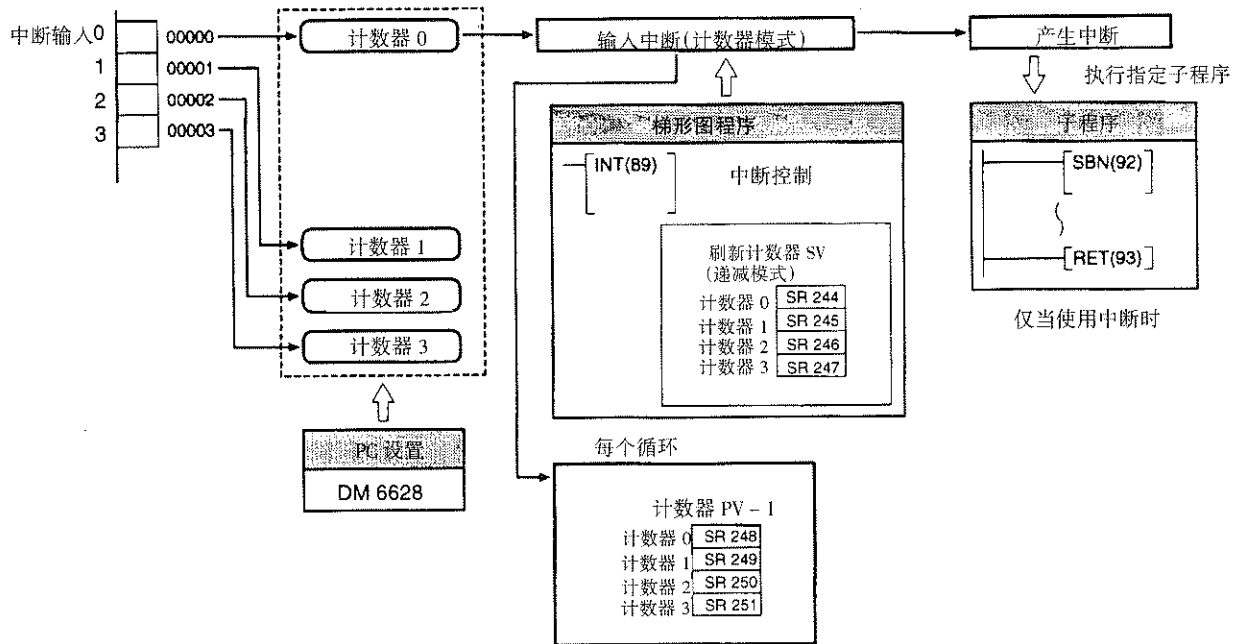 中断输入0
00000
计数器 0
输入中断(计数器模式)
产生中断
1
00001
2
00002
3
00003
执行指定子程序
梯形图程序
子程序
INT(89)
中断控制
SBN(92)
RET(93)
刷新计数器 SV
(递减模式)
计数器 0 SR 244
计数器 1 SR 245
计数器 2 SR 246
计数器 3 SR 247
仅当使用中断时
计数器 1
计数器 2
计数器 3
PC 设置
DM 6628
每个循环
计数器 PV - 1
计数器 0 SR 248
计数器 1 SR 249
计数器 2 SR 250
计数器 3 SR 251